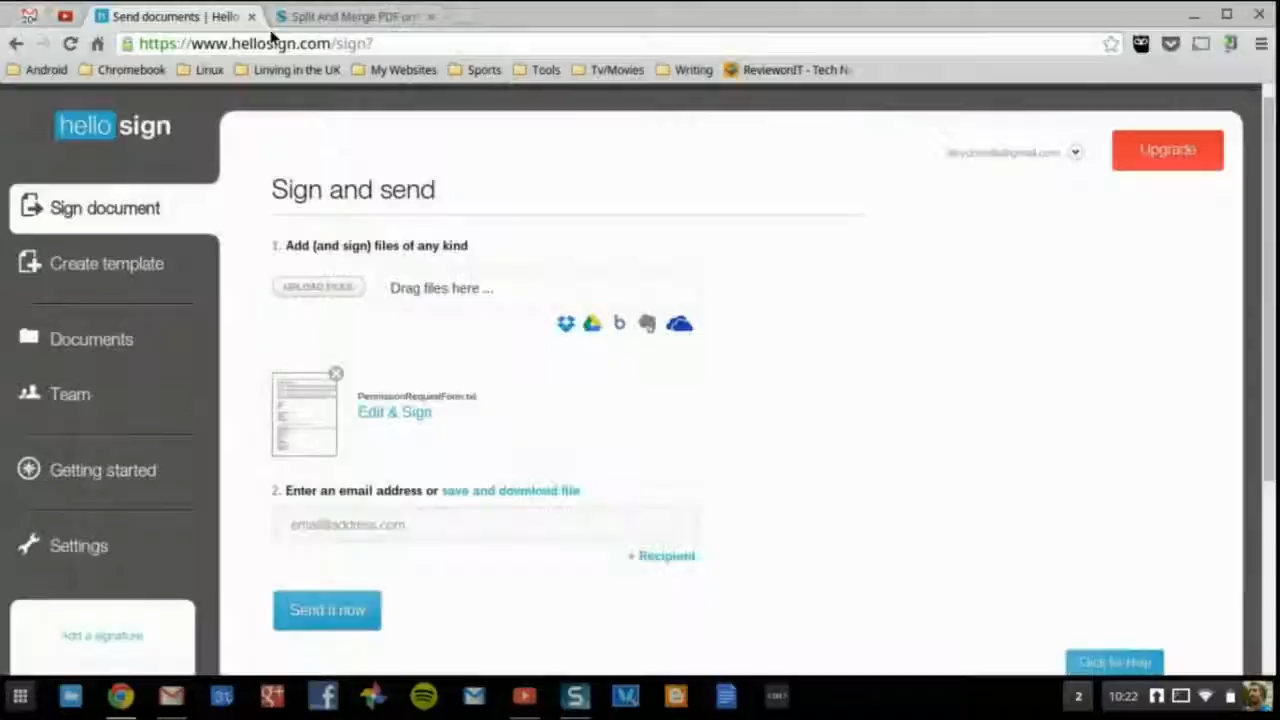 Send documents | Hello
Split And Merge PDF on
https://www.hellosign.com/sign?
Android
Chromebook
Linux
Linving in the UK
My Websites
Sports
Tools
Tv/Movies
Writing
ReviewonIT - Tech N
hello sign
Upgrade
Sign and send
Sign document
1. Add (and sign) files of any kind
Create template
UPLOAD FILES
Drag files here ...
Documents
Team
PermissionRequestForm.txt
Edit & Sign
Getting started
2. Enter an email address or save and download file
email@address.com
Settings
+ Recipient
Send it now
Add a signature
Click for Help
2
10:22